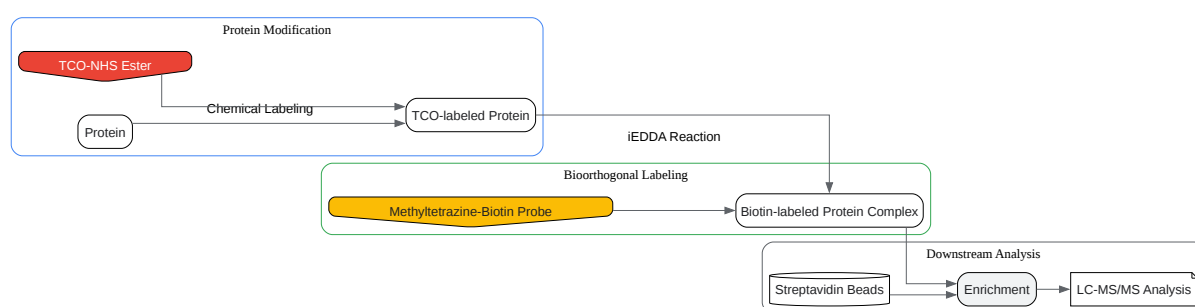 Protein Modification
TCO-NHS Ester
Chemical Labeling
Protein
TCO-labeled Protein
iEDDA Reaction
Bioorthogonal Labeling
Methyltetrazine-Biotin Probe
Biotin-labeled Protein Complex
Downstream Analysis
Streptavidin Beads
Enrichment
LC-MS/MS Analysis